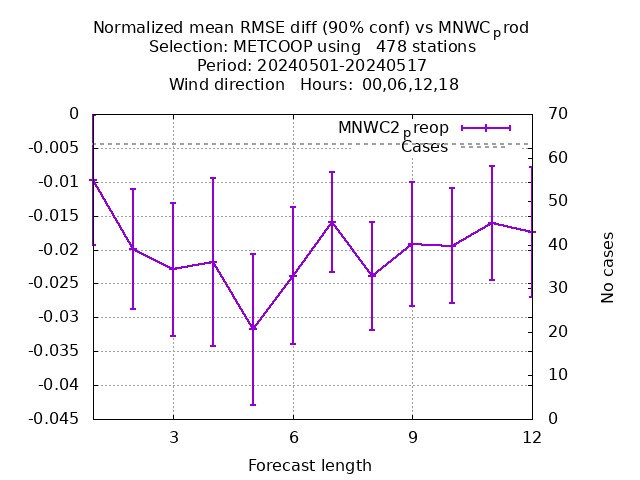 Normalized mean RMSE diff (90% conf) vs MNWCprod
Selection: METCOOP using 478 stations
Period: 20240501-20240517
Wind direction Hours: 00,06,12,18
0
-0.005
-0.01
-0.015
-0.02
-0.025
-0.03
-0.035
-0.04
-0.045
MNWC2preop
Cases
70
60
50
40
30
20
10
0
No cases
3
6
9
12
Forecast length